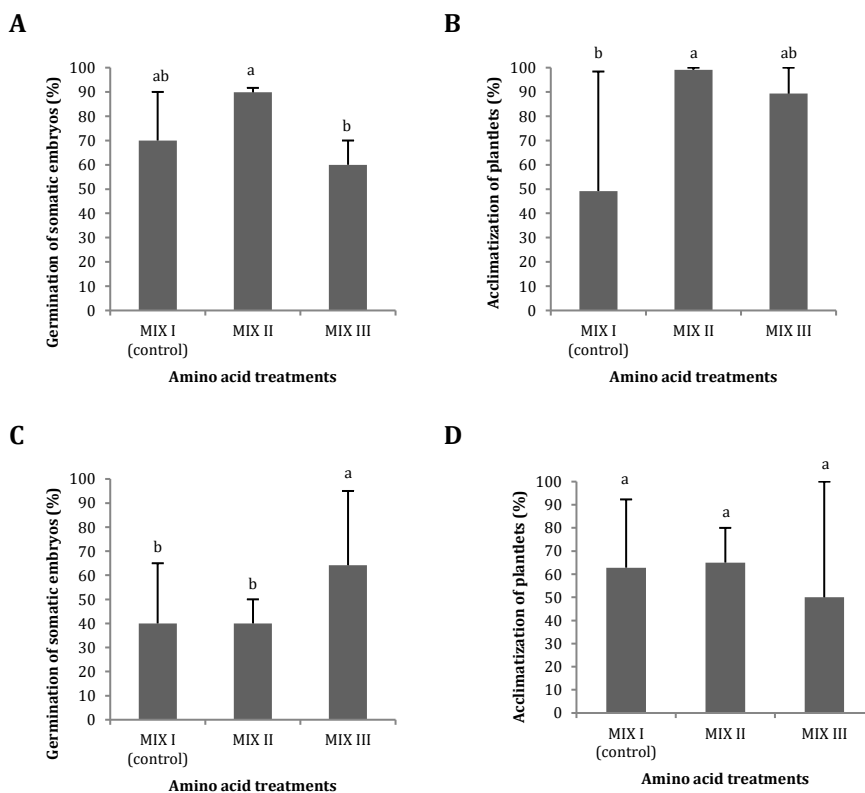 A
Germination of somatic embryos (%)
100
90
80
70
60
50
40
30
20
10
0
ab
a
b
MIX I
(control)
MIX II
MIX III
Amino acid treatments
B
Acclimatization of plantlets (%)
100
90
80
70
60
50
40
30
20
10
0
b
a
ab
MIX I
(control)
MIX II
MIX III
Amino acid treatments
C
Germination of somatic embryos (%)
100
90
80
70
60
50
40
30
20
10
0
b
b
a
MIX I
(control)
MIX II
MIX III
Amino acid treatments
D
Acclimatization of plantlets (%)
100
90
80
70
60
50
40
30
20
10
0
a
a
a
MIX I
(control)
MIX II
MIX III
Amino acid treatments